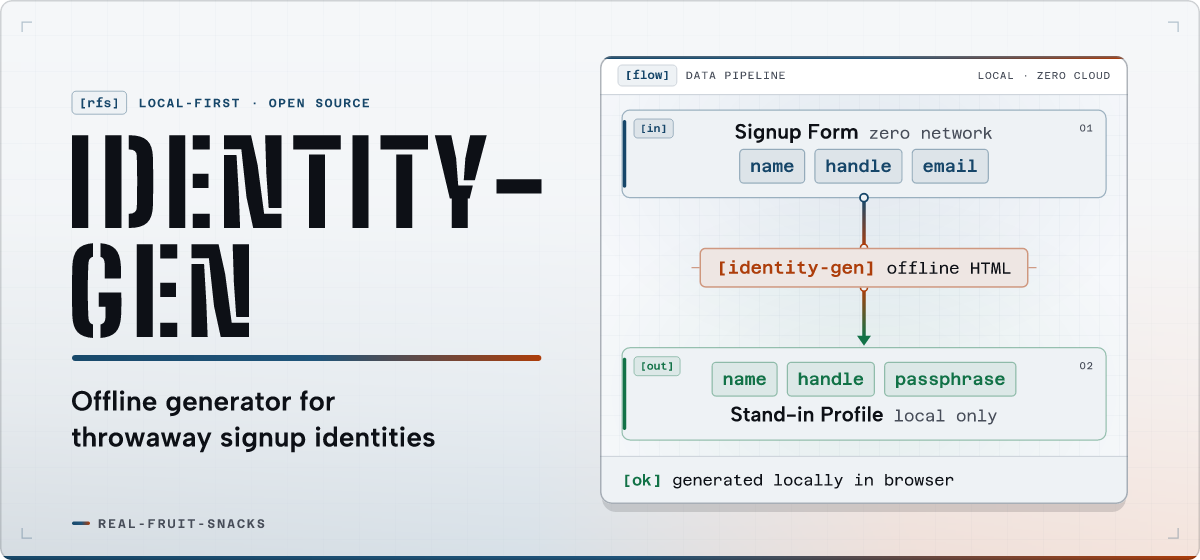 [rfs] LOCAL-FIRST · OPEN SOURCE
IDENTITY-
GEN
Offline generator for
throwaway signup identities
REAL-FRUIT-SNACKS
[flow] DATA PIPELINE LOCAL · ZERO CLOUD
[in] Signup Form zero network 01
name handle email
[identity-gen] offline HTML
[out] name handle passphrase 02
Stand-in Profile local only
[ok] generated locally in browser